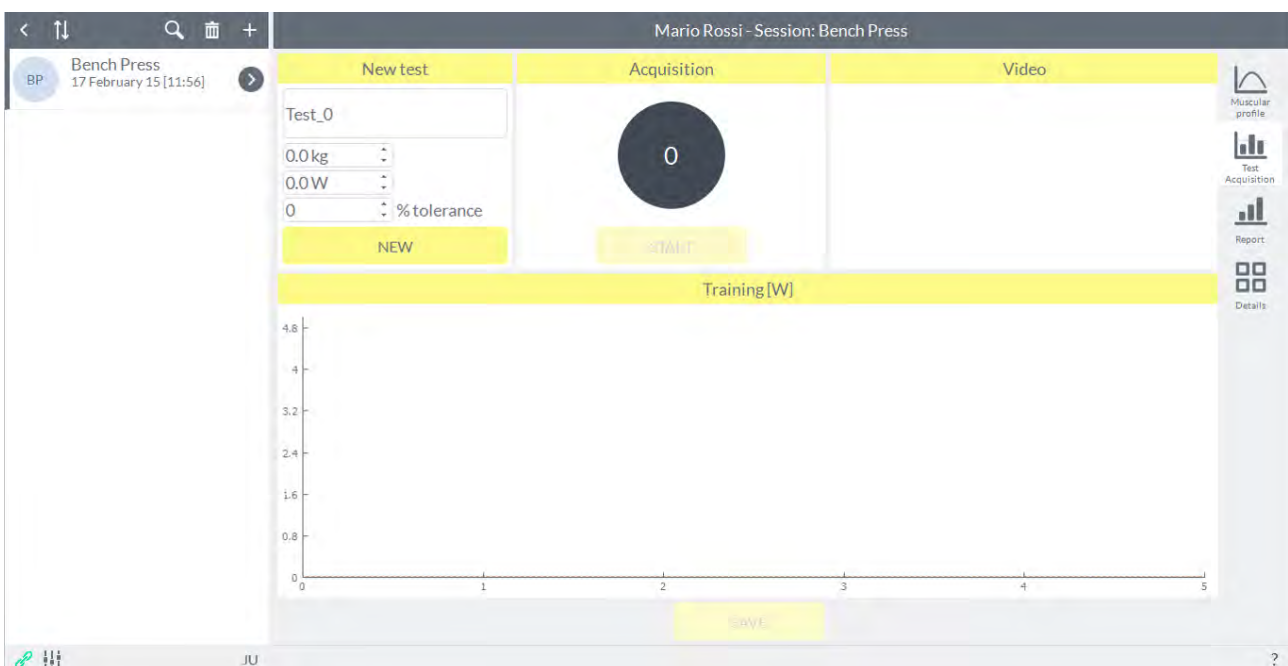 Mario Rossi - Session: Bench Press
BP
Bench Press
17 February 15 [11:56]
New test
Acquisition
Video
Test_0
0.0 kg
0.0 W
0
% tolerance
NEW
0
START
Muscular
profile
Test
Acquisition
Report
Details
Training [W]
4.8
4
3.2
2.4
1.6
0.8
0
0
1
2
3
4
5
SAVE
JU
?